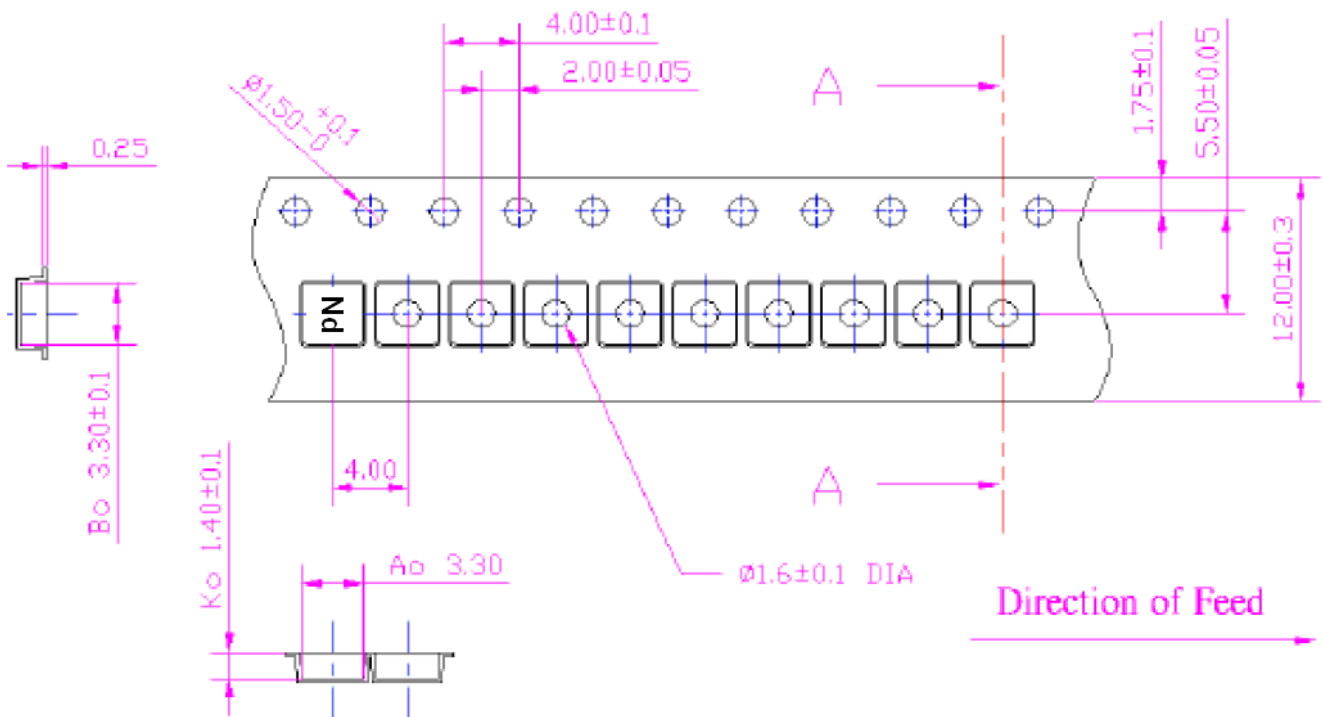 4.00±0.1
2.00±0.05
Ø1.50 +0.1
-0
0.25
A
1.75±0.1
5.50±0.05
12.00±0.3
Nd
Bo 3.30±0.1
4.00
A
Ko 1.40±0.1
Ao 3.30
Ø1.6±0.1 DIA
Direction of Feed